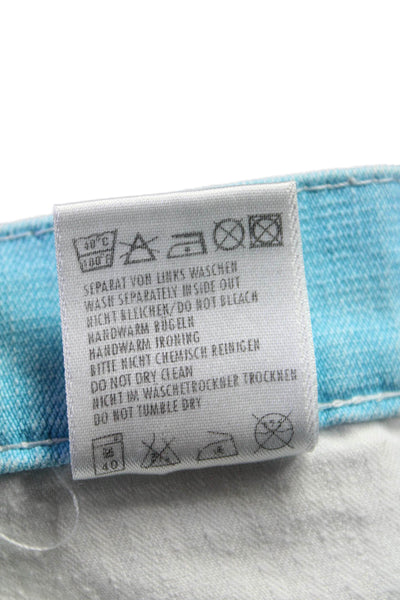 40°C
100°F
SEPARAT VON LINKS WASCHEN
WASH SEPARATELY INSIDE OUT
NICHT BLEICHEN/DO NOT BLEACH
HANDWARM BÜGELN
HANDWARM IRONING
BITTE NICHT CHEMISCH REINIGEN
DO NOT DRY CLEAN
NICHT IM WÄSCHETROCKNER TROCKNEN
DO NOT TUMBLE DRY
40